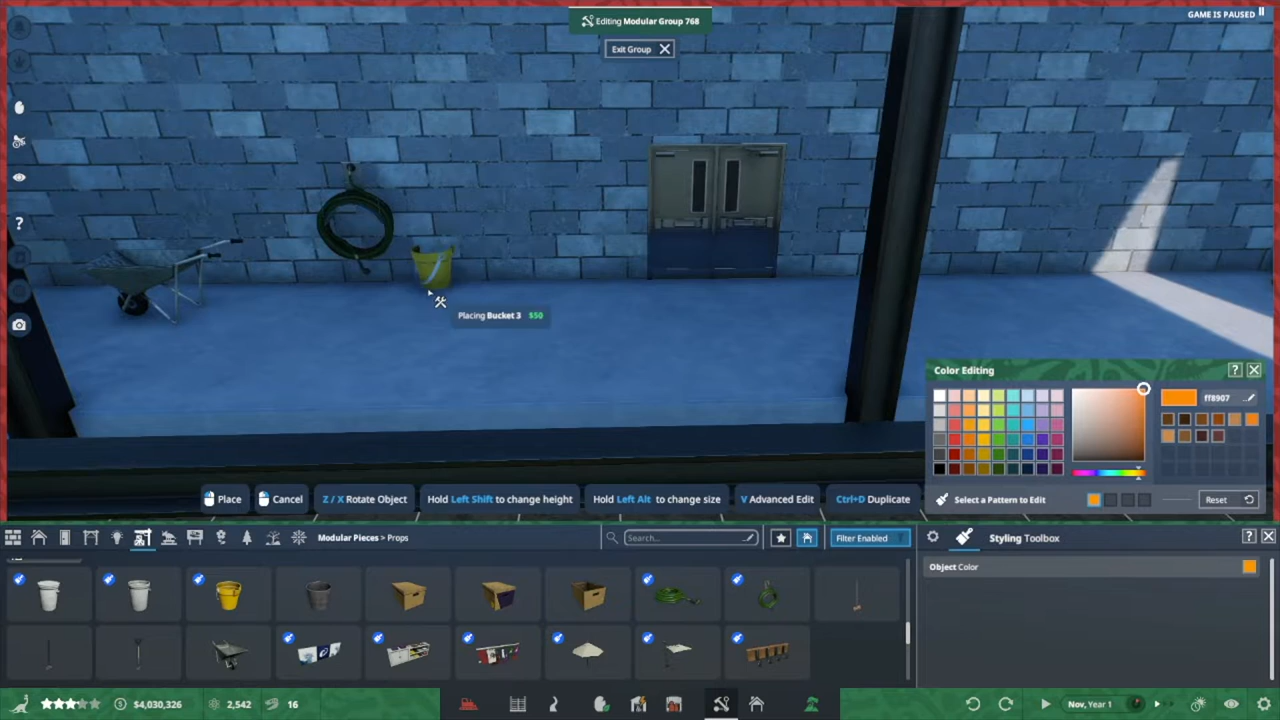 Editing Modular Group 768
GAME IS PAUSED
Exit Group
?
Placing Bucket 3 $50
Color Editing
?
ff8907
Place
Cancel
Z / X Rotate Object
Hold Left Shift to change height
Hold Left Alt to change size
V Advanced Edit
Ctrl+D Duplicate
Select a Pattern to Edit
Reset
Modular Pieces > Props
Search...
Filter Enabled
Styling Toolbox
?
Object Color
$4,030,326
2,542
16
Nov, Year 1